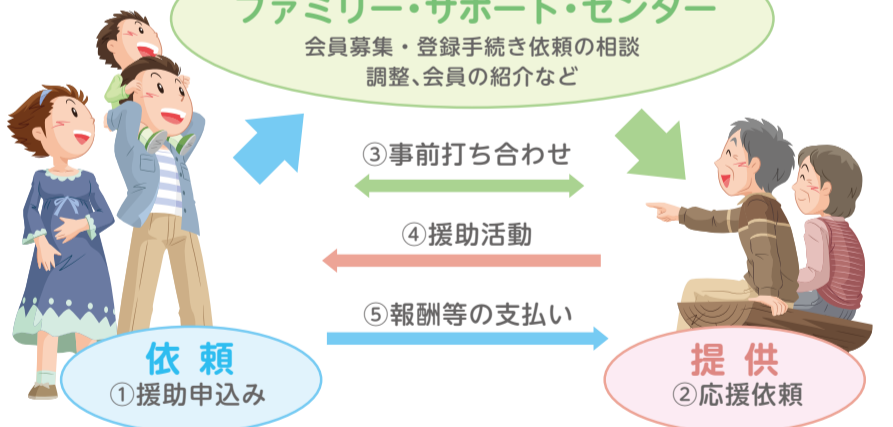 ファミリー・サポート・センター
会員募集・登録手続き依頼の相談
調整、会員の紹介など
③事前打ち合わせ
④援助活動
⑤報酬等の支払い
依頼
①援助申込み
提供
②応援依頼